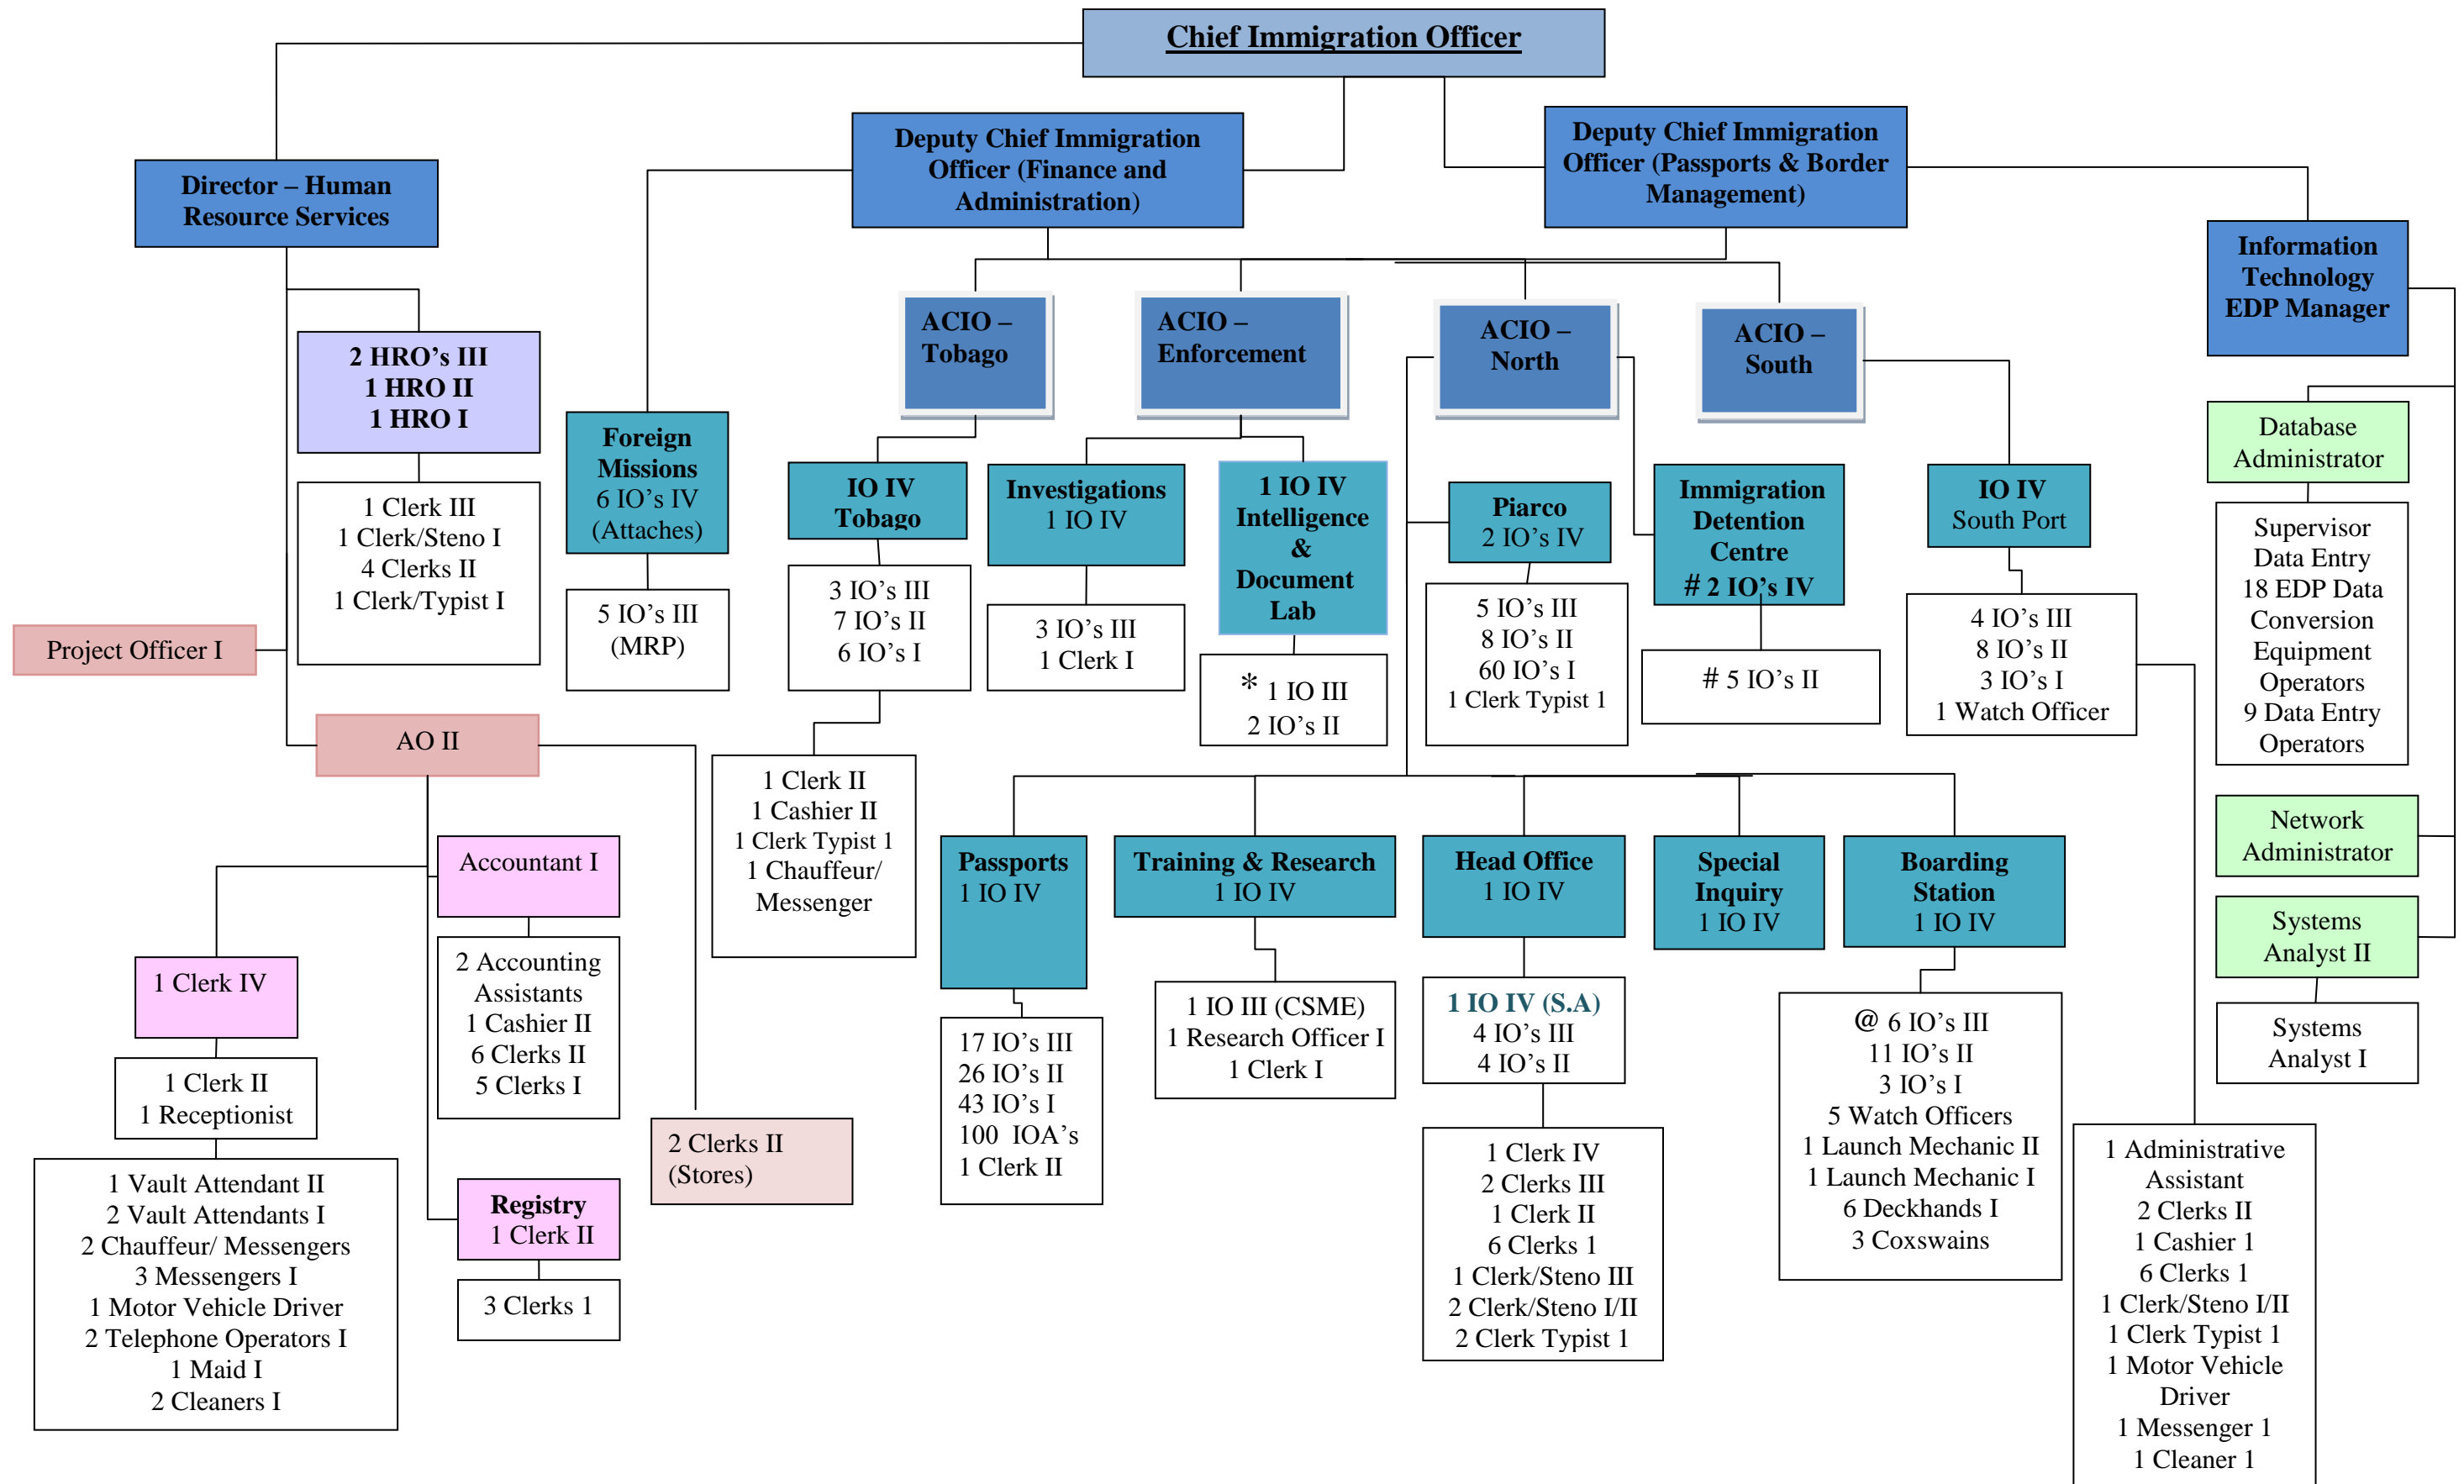 Chief Immigration Officer
Director – Human
Resource Services
Deputy Chief Immigration
Officer (Finance and
Administration)
Deputy Chief Immigration
Officer (Passports & Border
Management)
Information
Technology
EDP Manager
2 HRO’s III
1 HRO II
1 HRO I
1 Clerk III
1 Clerk/Steno I
4 Clerks II
1 Clerk/Typist I
Project Officer I
AO II
1 Clerk IV
1 Clerk II
1 Receptionist
1 Vault Attendant II
2 Vault Attendants I
2 Chauffeur/ Messengers
3 Messengers I
1 Motor Vehicle Driver
2 Telephone Operators I
1 Maid I
2 Cleaners I
Accountant I
2 Accounting
Assistants
1 Cashier II
6 Clerks II
5 Clerks I
Registry
1 Clerk II
3 Clerks 1
2 Clerks II
(Stores)
Foreign
Missions
6 IO’s IV
(Attaches)
5 IO’s III
(MRP)
ACIO –
Tobago
IO IV
Tobago
3 IO’s III
7 IO’s II
6 IO’s I
1 Clerk II
1 Cashier II
1 Clerk Typist 1
1 Chauffeur/
Messenger
ACIO –
Enforcement
Investigations
1 IO IV
3 IO’s III
1 Clerk I
1 IO IV
Intelligence
&
Document
Lab
* 1 IO III
2 IO’s II
ACIO –
North
Piarco
2 IO’s IV
5 IO’s III
8 IO’s II
60 IO’s I
1 Clerk Typist 1
Immigration
Detention
Centre
# 2 IO’s IV
# 5 IO’s II
Passports
1 IO IV
17 IO’s III
26 IO’s II
43 IO’s I
100 IOA’s
1 Clerk II
Training & Research
1 IO IV
1 IO III (CSME)
1 Research Officer I
1 Clerk I
Head Office
1 IO IV
1 IO IV (S.A)
4 IO’s III
4 IO’s II
1 Clerk IV
2 Clerks III
1 Clerk II
6 Clerks 1
1 Clerk/Steno III
2 Clerk/Steno I/II
2 Clerk Typist 1
Special
Inquiry
1 IO IV
Boarding
Station
1 IO IV
@ 6 IO’s III
11 IO’s II
3 IO’s I
5 Watch Officers
1 Launch Mechanic II
1 Launch Mechanic I
6 Deckhands I
3 Coxswains
ACIO –
South
IO IV
South Port
4 IO’s III
8 IO’s II
3 IO’s I
1 Watch Officer
1 Administrative
Assistant
2 Clerks II
1 Cashier 1
6 Clerks 1
1 Clerk/Steno I/II
1 Clerk Typist 1
1 Motor Vehicle
Driver
1 Messenger 1
1 Cleaner 1
Database
Administrator
Supervisor
Data Entry
18 EDP Data
Conversion
Equipment
Operators
9 Data Entry
Operators
Network
Administrator
Systems
Analyst II
Systems
Analyst I